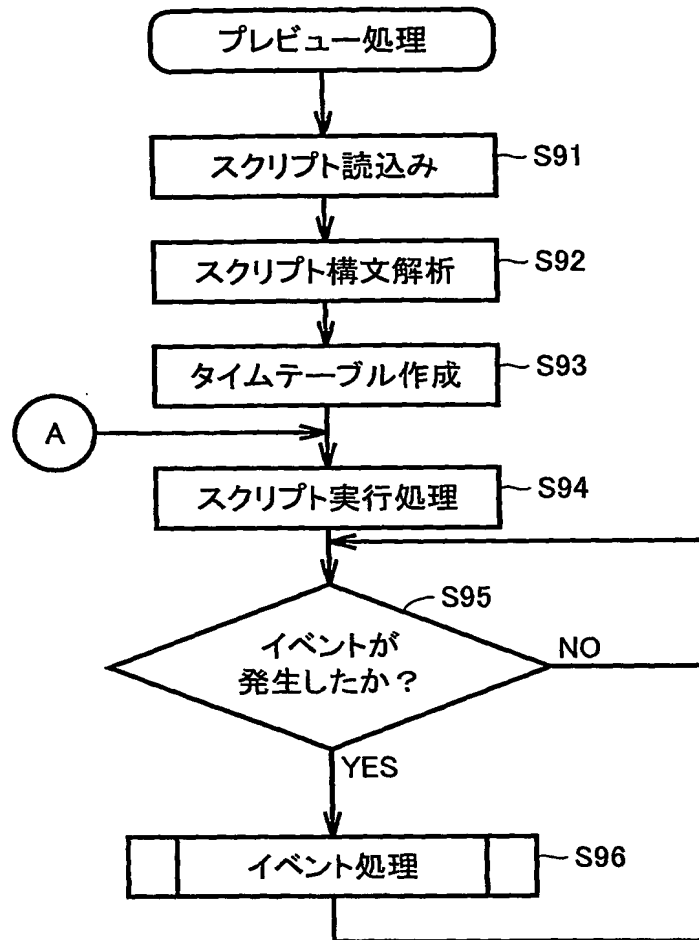 プレビュー処理
スクリプト読込み
S91
スクリプト構文解析
S92
タイムテーブル作成
S93
A
スクリプト実行処理
S94
S95
イベントが
発生したか？
NO
YES
イベント処理
S96